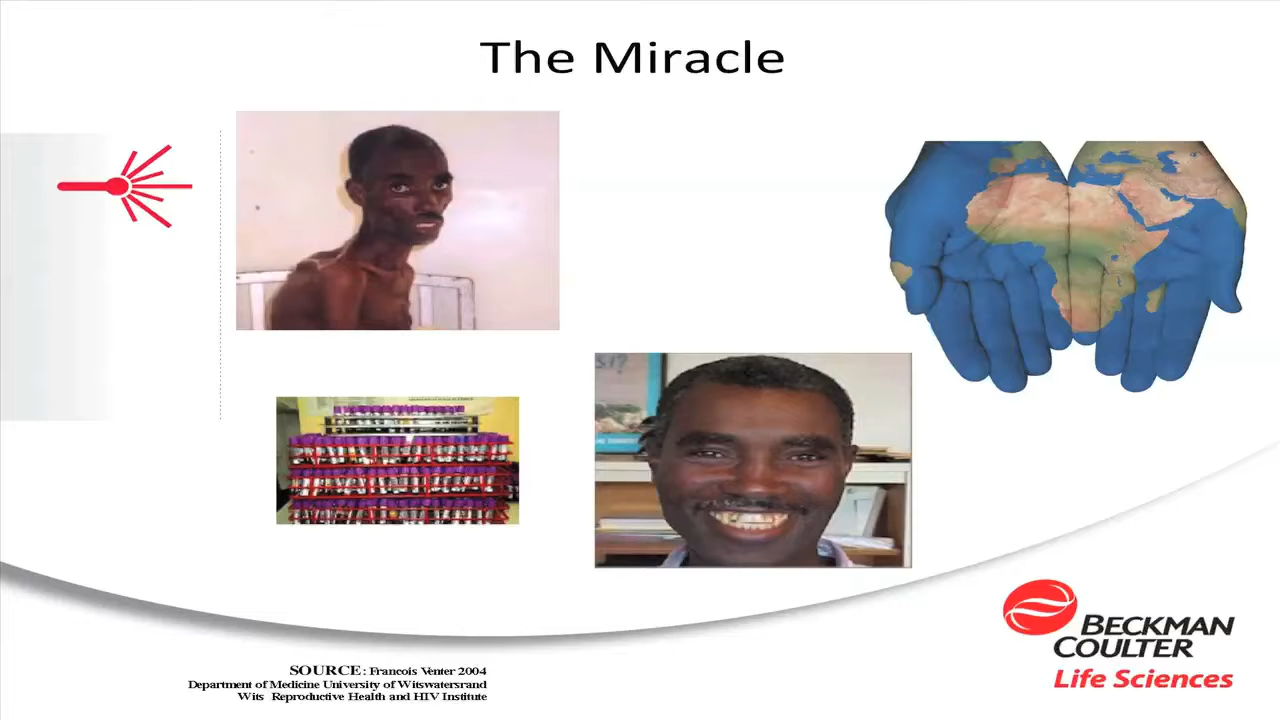 The Miracle
SOURCE: Francois Venter 2004
Department of Medicine University of Witswatersrand
Wits Reproductive Health and HIV Institute
BECKMAN
COULTER
Life Sciences